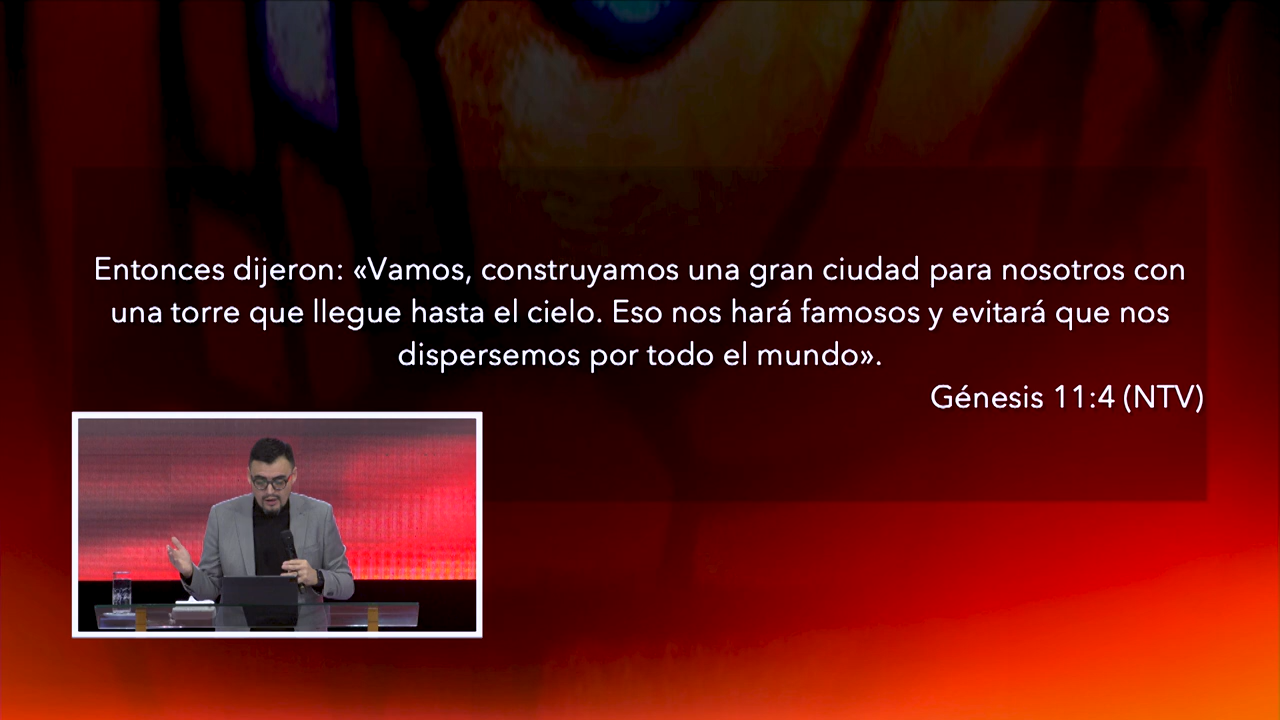 Entonces dijeron: «Vamos, construyamos una gran ciudad para nosotros con
una torre que llegue hasta el cielo. Eso nos hará famosos y evitará que nos
dispersemos por todo el mundo».
Génesis 11:4 (NTV)